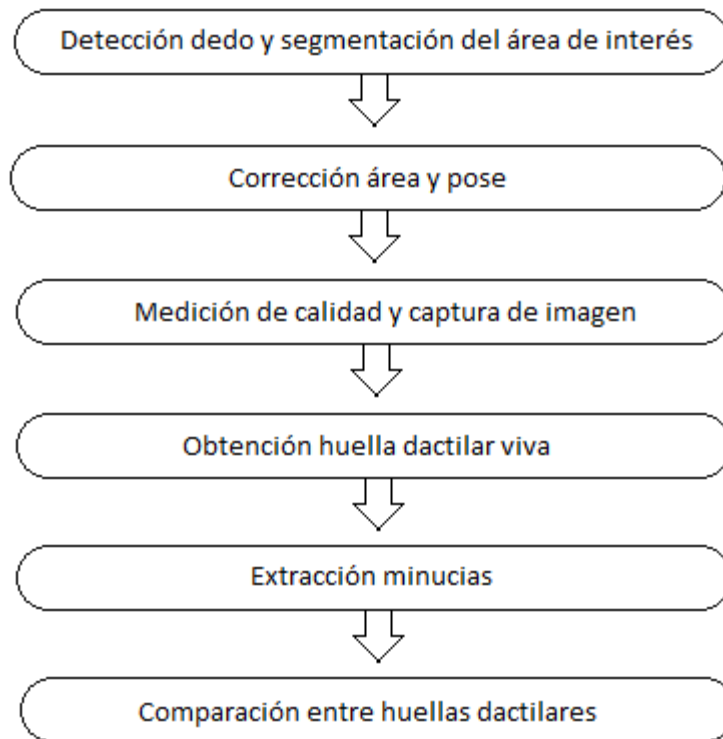 Detección dedo y segmentación del área de interés
Corrección área y pose
Medición de calidad y captura de imagen
Obtención huella dactilar viva
Extracción minucias
Comparación entre huellas dactilares